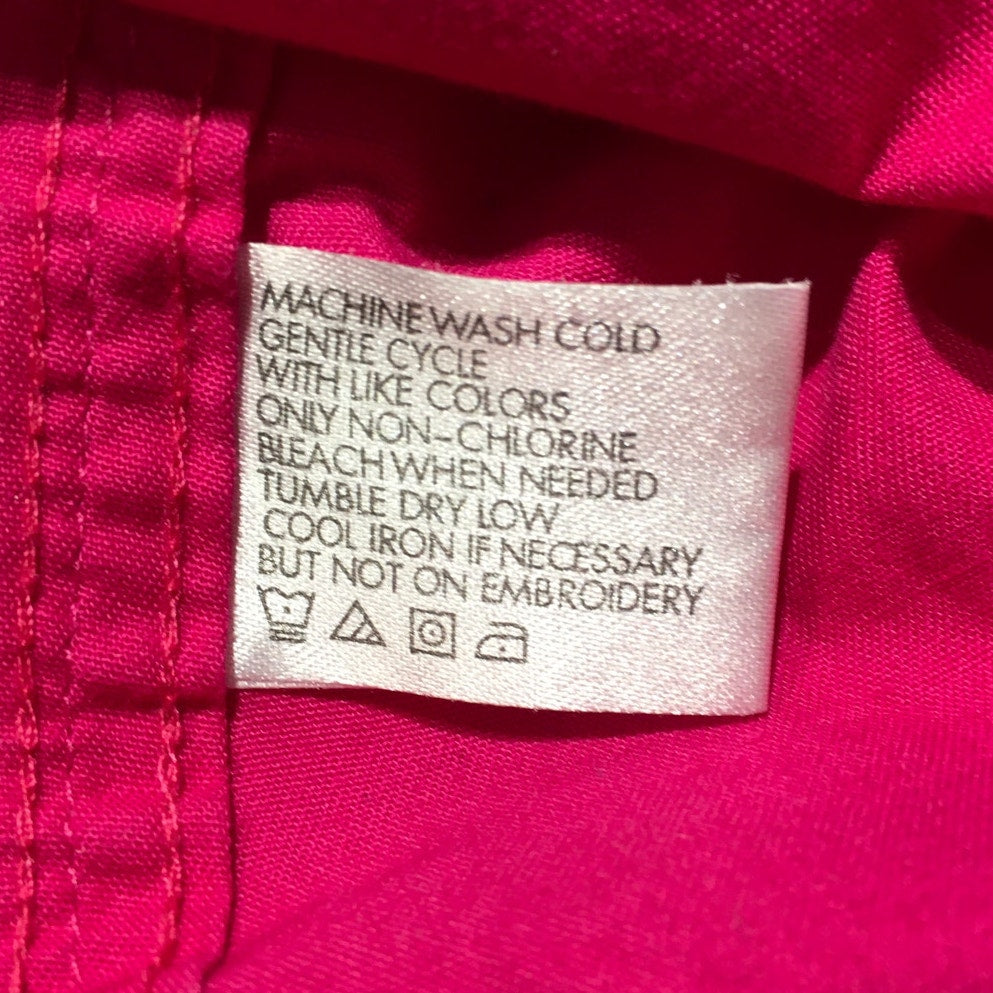 MACHINE WASH COLD
GENTLE CYCLE
WITH LIKE COLORS
ONLY NON-CHLORINE
BLEACH WHEN NEEDED
TUMBLE DRY LOW
COOL IRON IF NECESSARY
BUT NOT ON EMBROIDERY